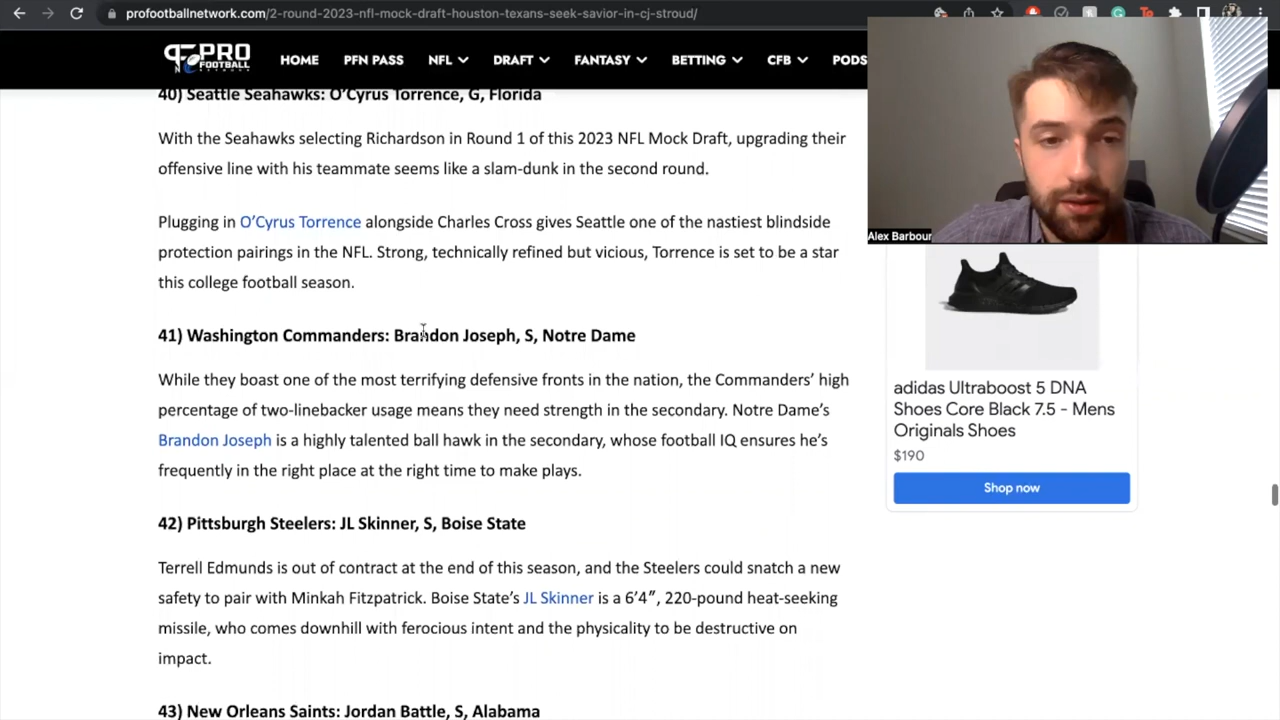 profootballnetwork.com/2-round-2023-nfl-mock-draft-houston-texans-seek-savior-in-cj-stroud/
PRO FOOTBALL NETWORK
HOME PFN PASS NFL DRAFT FANTASY BETTING CFB PODS
40) Seattle Seahawks: O'Cyrus Torrence, G, Florida
With the Seahawks selecting Richardson in Round 1 of this 2023 NFL Mock Draft, upgrading their
offensive line with his teammate seems like a slam-dunk in the second round.
Plugging in O'Cyrus Torrence alongside Charles Cross gives Seattle one of the nastiest blindside
protection pairings in the NFL. Strong, technically refined but vicious, Torrence is set to be a star
this college football season.
41) Washington Commanders: Brandon Joseph, S, Notre Dame
While they boast one of the most terrifying defensive fronts in the nation, the Commanders' high
percentage of two-linebacker usage means they need strength in the secondary. Notre Dame's
Brandon Joseph is a highly talented ball hawk in the secondary, whose football IQ ensures he's
frequently in the right place at the right time to make plays.
42) Pittsburgh Steelers: JL Skinner, S, Boise State
Terrell Edmunds is out of contract at the end of this season, and the Steelers could snatch a new
safety to pair with Minkah Fitzpatrick. Boise State's JL Skinner is a 6'4″, 220-pound heat-seeking
missile, who comes downhill with ferocious intent and the physicality to be destructive on
impact.
43) New Orleans Saints: Jordan Battle, S, Alabama
Alex Barbour
adidas Ultraboost 5 DNA
Shoes Core Black 7.5 - Mens
Originals Shoes
$190
Shop now